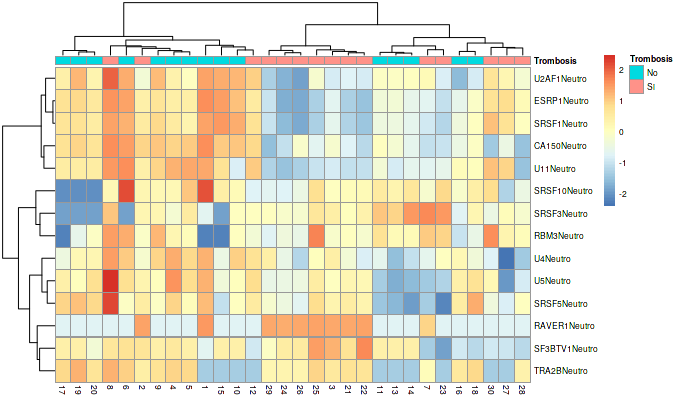 Trombosis
U2AF1Neutro
ESRP1Neutro
SRSF1Neutro
CA150Neutro
U11Neutro
SRSF10Neutro
SRSF3Neutro
RBM3Neutro
U4Neutro
U5Neutro
SRSF5Neutro
RAVER1Neutro
SF3BTV1Neutro
TRA2BNeutro
17 19 20 8 6 2 9 4 5 1 15 10 12 29 24 26 25 3 21 22 11 13 14 7 23 16 18 30 27 28
2
1
0
-1
-2
Trombosis
No
Si